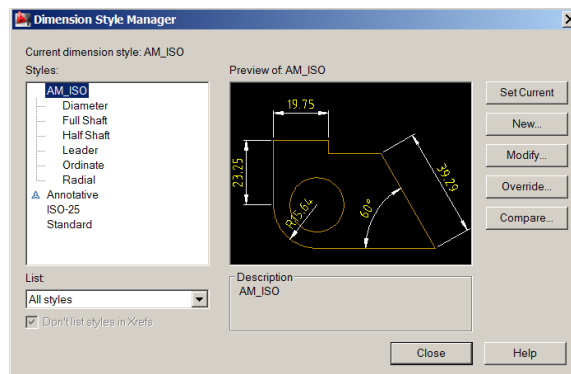 Dimension Style Manager
Current dimension style: AM_ISO
Styles:
AM_ISO
Diameter
Full Shaft
Half Shaft
Leader
Ordinate
Radial
Annotative
ISO-25
Standard
List:
All styles
Don't list styles in Xrefs
Preview of: AM_ISO
19.75
23.25
39.29
60°
R15.64
Description
AM_ISO
Set Current
New...
Modify...
Override...
Compare...
Close
Help